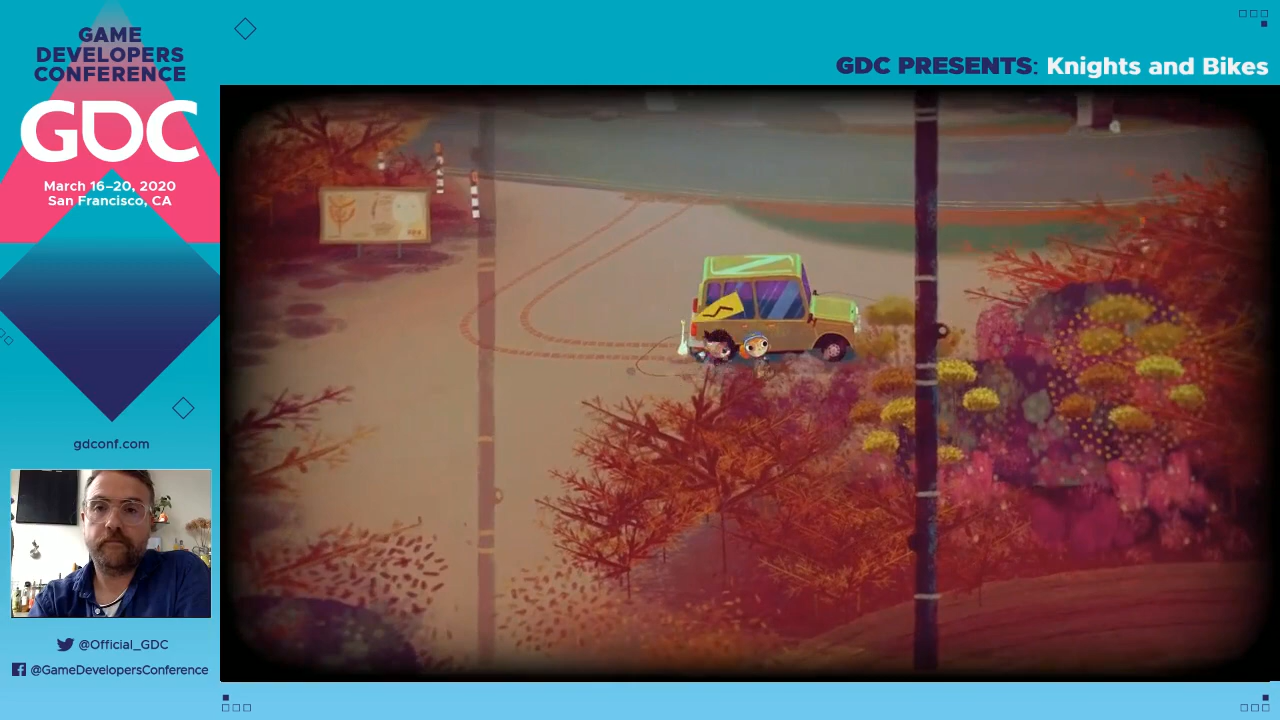 GAME
DEVELOPERS
CONFERENCE
GDC
March 16–20, 2020
San Francisco, CA
gdconf.com
@Official_GDC
@GameDevelopersConference
GDC PRESENTS: Knights and Bikes